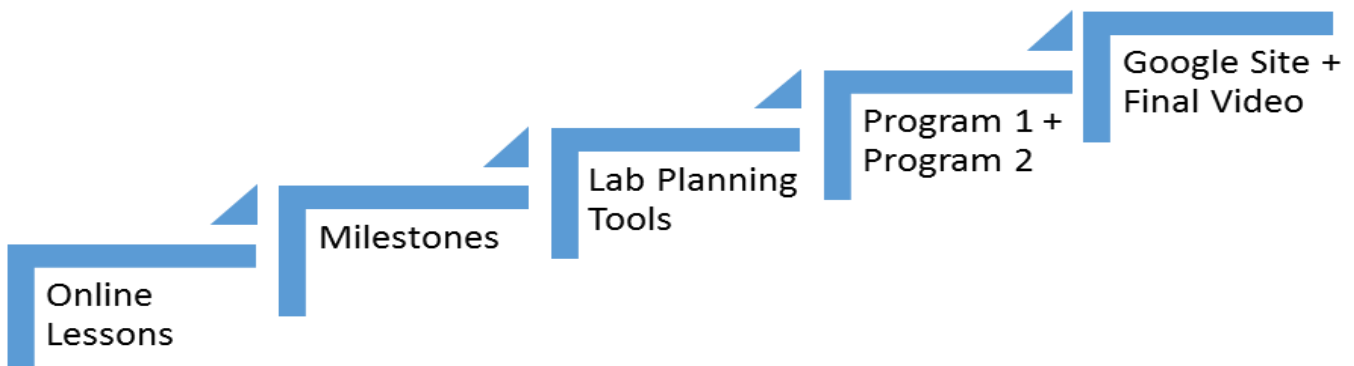 Online
Lessons
Milestones
Lab Planning
Tools
Program 1 +
Program 2
Google Site +
Final Video